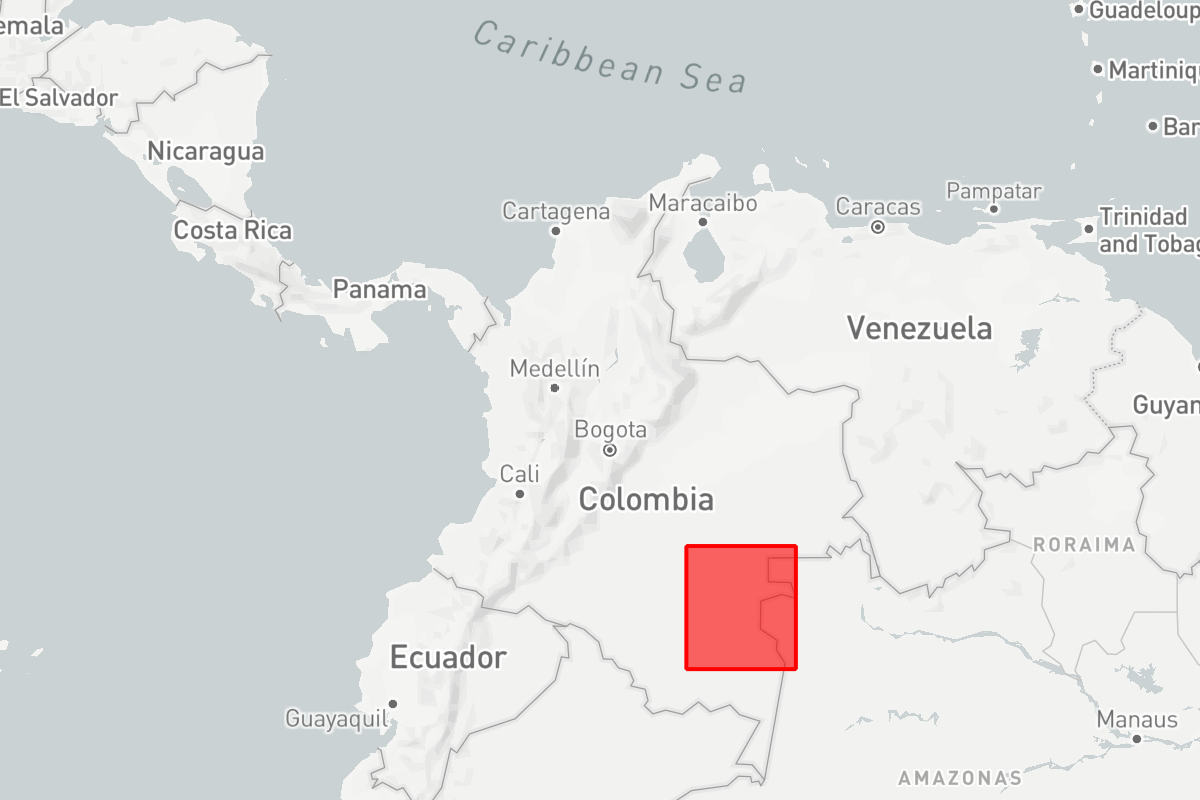 Guadeloup
emala
Caribbean Sea
Martiniqu
El Salvador
Bar
Nicaragua
Pampatar
Maracaibo
Cartagena
Caracas
Trinidad
and Tobag
Costa Rica
Panama
Venezuela
Medellín
Guyan
Bogota
Cali
Colombia
RORAIMA
Ecuador
Guayaquil
Manaus
AMAZONAS